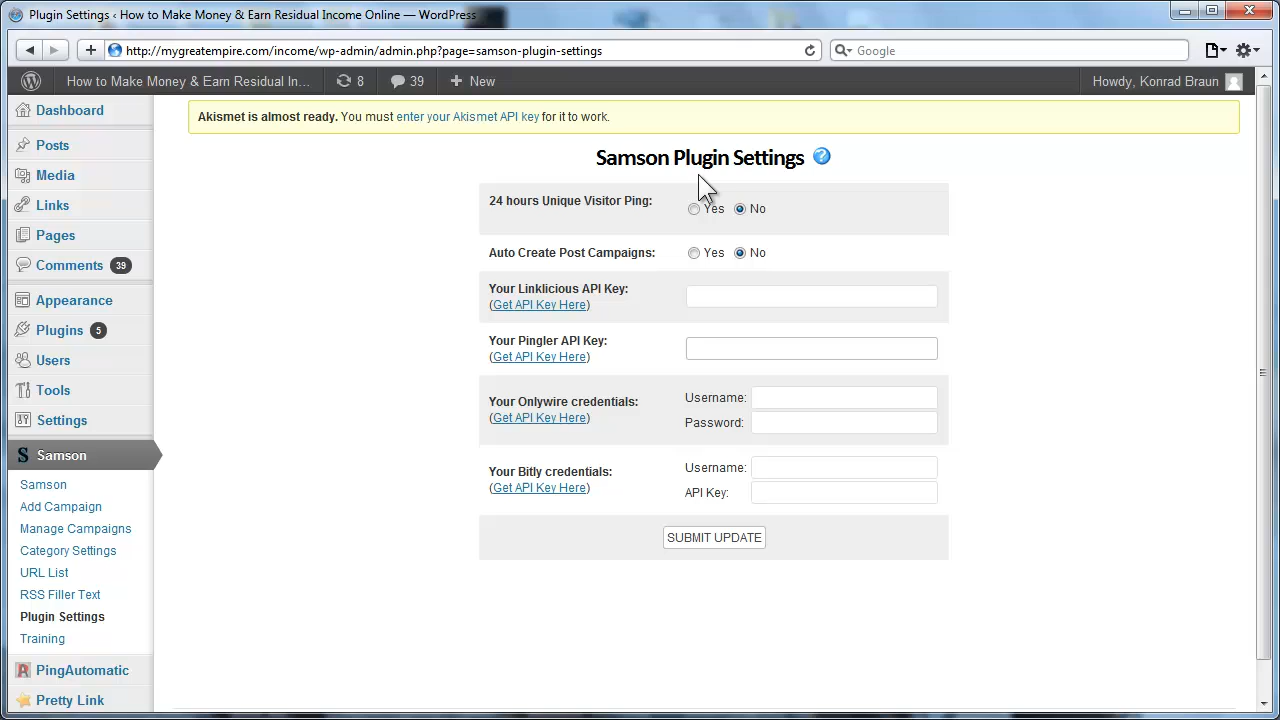 Plugin Settings ‹ How to Make Money & Earn Residual Income Online — WordPress
http://mygreatempire.com/income/wp-admin/admin.php?page=samson-plugin-settings
Google
How to Make Money & Earn Residual In... 8 39 New Howdy, Konrad Braun
Dashboard
Posts
Media
Links
Pages
Comments 39
Appearance
Plugins 5
Users
Tools
Settings
S Samson
Samson
Add Campaign
Manage Campaigns
Category Settings
URL List
RSS Filler Text
Plugin Settings
Training
A PingAutomatic
Pretty Link
Akismet is almost ready. You must enter your Akismet API key for it to work.
Samson Plugin Settings ?
24 hours Unique Visitor Ping: Yes No
Auto Create Post Campaigns: Yes No
Your Linklicious API Key:
(Get API Key Here)
Your Pingler API Key:
(Get API Key Here)
Your Onlywire credentials:
(Get API Key Here)
Username:
Password:
Your Bitly credentials:
(Get API Key Here)
Username:
API Key:
SUBMIT UPDATE